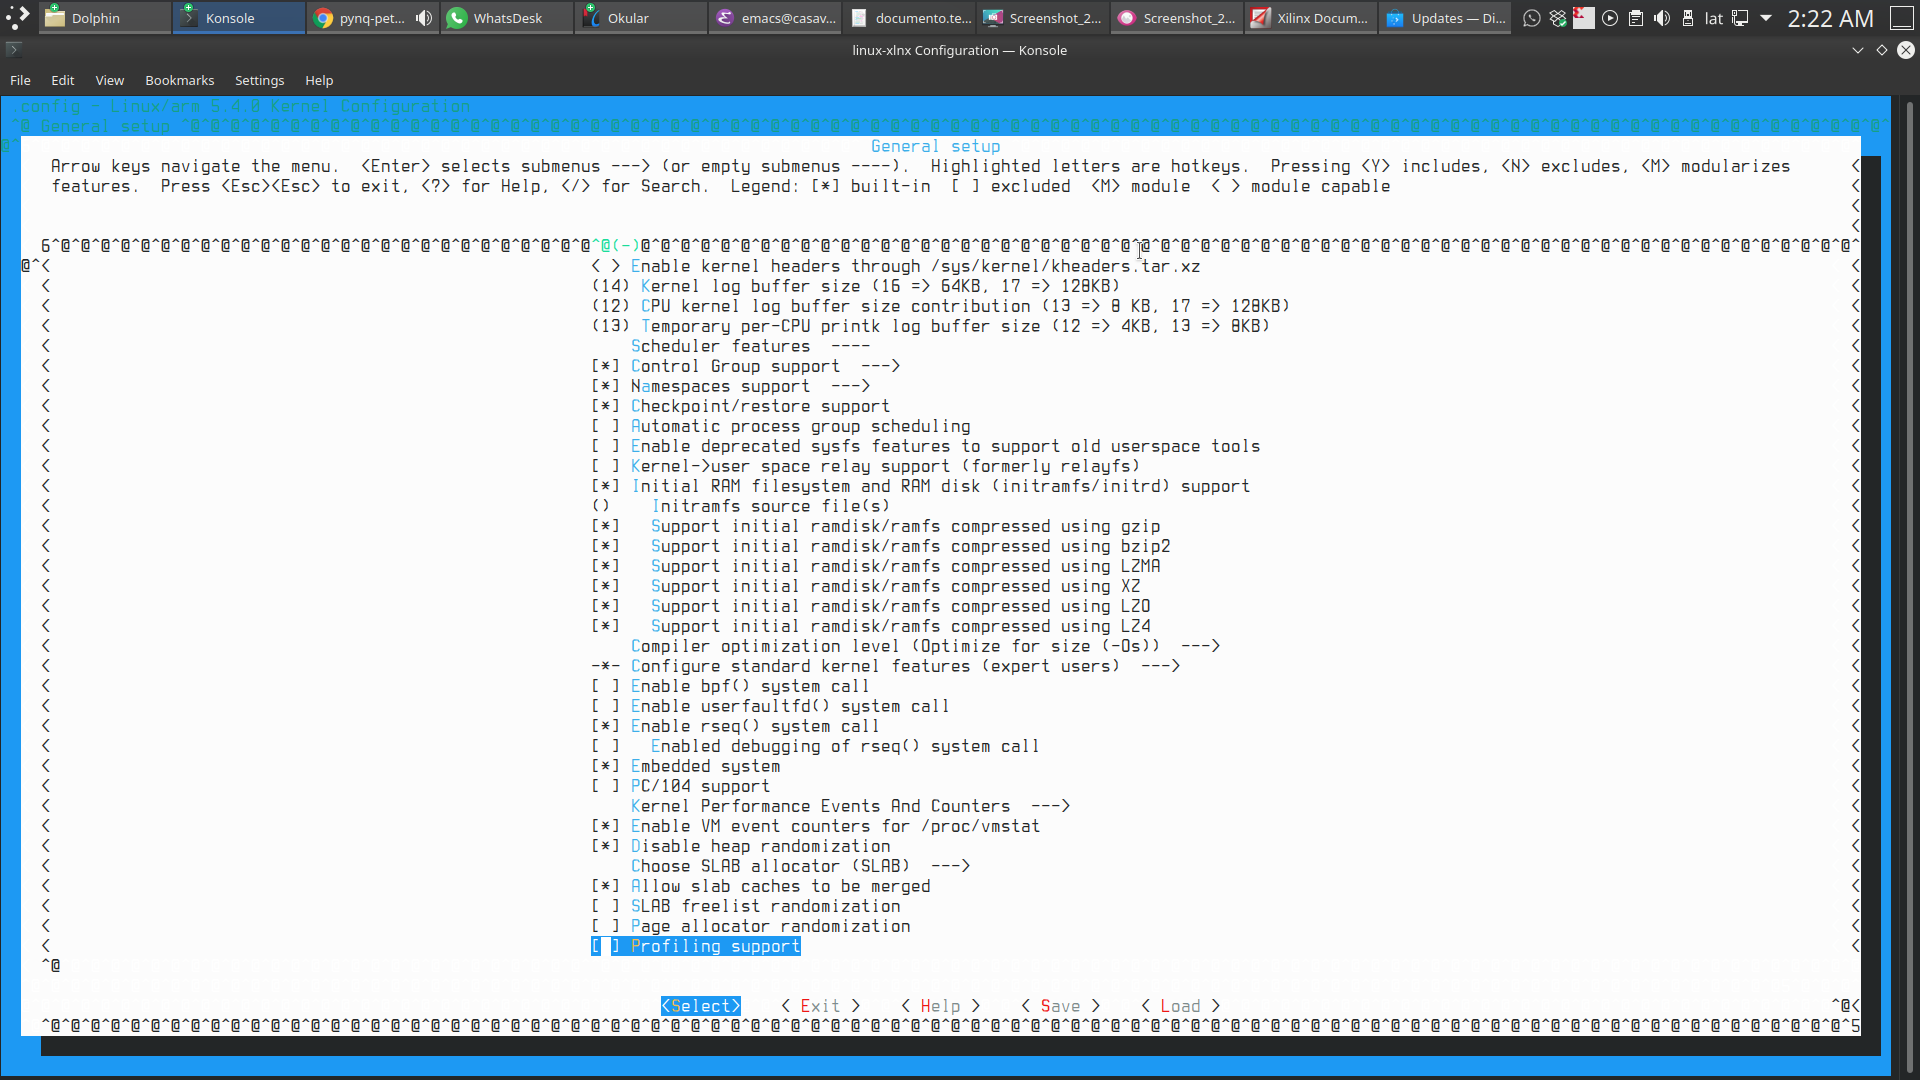 Dolphin
Konsole
pynq-pet...
WhatsDesk
Okular
emacs@casav...
documento.te...
Screenshot_2...
Screenshot_2...
Xilinx Docum...
Updates — Di...
lat
2:22 AM
linux-xlnx Configuration — Konsole
File Edit View Bookmarks Settings Help
.config - Linux/arm 5.4.0 Kernel Configuration
General setup
General setup
Arrow keys navigate the menu. <Enter> selects submenus ---> (or empty submenus ----). Highlighted letters are hotkeys. Pressing <Y> includes, <N> excludes, <M> modularizes
features. Press <Esc><Esc> to exit, <?> for Help, </> for Search. Legend: [*] built-in [ ] excluded <M> module < > module capable
^@(-)
< > Enable kernel headers through /sys/kernel/kheaders.tar.xz
(14) Kernel log buffer size (16 => 64KB, 17 => 128KB)
(12) CPU kernel log buffer size contribution (13 => 8 KB, 17 => 128KB)
(13) Temporary per-CPU printk log buffer size (12 => 4KB, 13 => 8KB)
Scheduler features ----
[*] Control Group support --->
[*] Namespaces support --->
[*] Checkpoint/restore support
[ ] Automatic process group scheduling
[ ] Enable deprecated sysfs features to support old userspace tools
[ ] Kernel->user space relay support (formerly relayfs)
[*] Initial RAM filesystem and RAM disk (initramfs/initrd) support
() Initramfs source file(s)
[*] Support initial ramdisk/ramfs compressed using gzip
[*] Support initial ramdisk/ramfs compressed using bzip2
[*] Support initial ramdisk/ramfs compressed using LZMA
[*] Support initial ramdisk/ramfs compressed using XZ
[*] Support initial ramdisk/ramfs compressed using LZO
[*] Support initial ramdisk/ramfs compressed using LZ4
Compiler optimization level (Optimize for size (-Os)) --->
-*- Configure standard kernel features (expert users) --->
[ ] Enable bpf() system call
[ ] Enable userfaultfd() system call
[*] Enable rseq() system call
[ ] Enabled debugging of rseq() system call
[*] Embedded system
[ ] PC/104 support
Kernel Performance Events And Counters --->
[*] Enable VM event counters for /proc/vmstat
[*] Disable heap randomization
Choose SLAB allocator (SLAB) --->
[*] Allow slab caches to be merged
[ ] SLAB freelist randomization
[ ] Page allocator randomization
[ ] Profiling support
^@
<Select> < Exit > < Help > < Save > < Load >